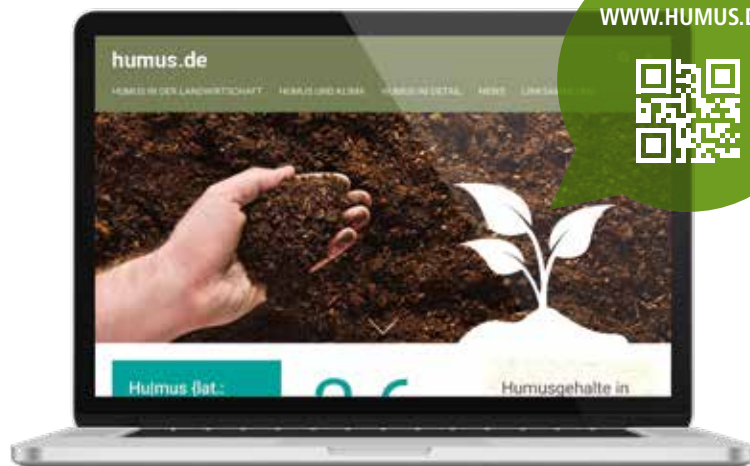 WWW.HUMUS.D
humus.de
HUMUS IN DER LANDWIRTSCHAFT HUMUS UND KLIMA HUMUS IM DETAIL NEWS
Hu|mus {lat.:
Humusgehalte in